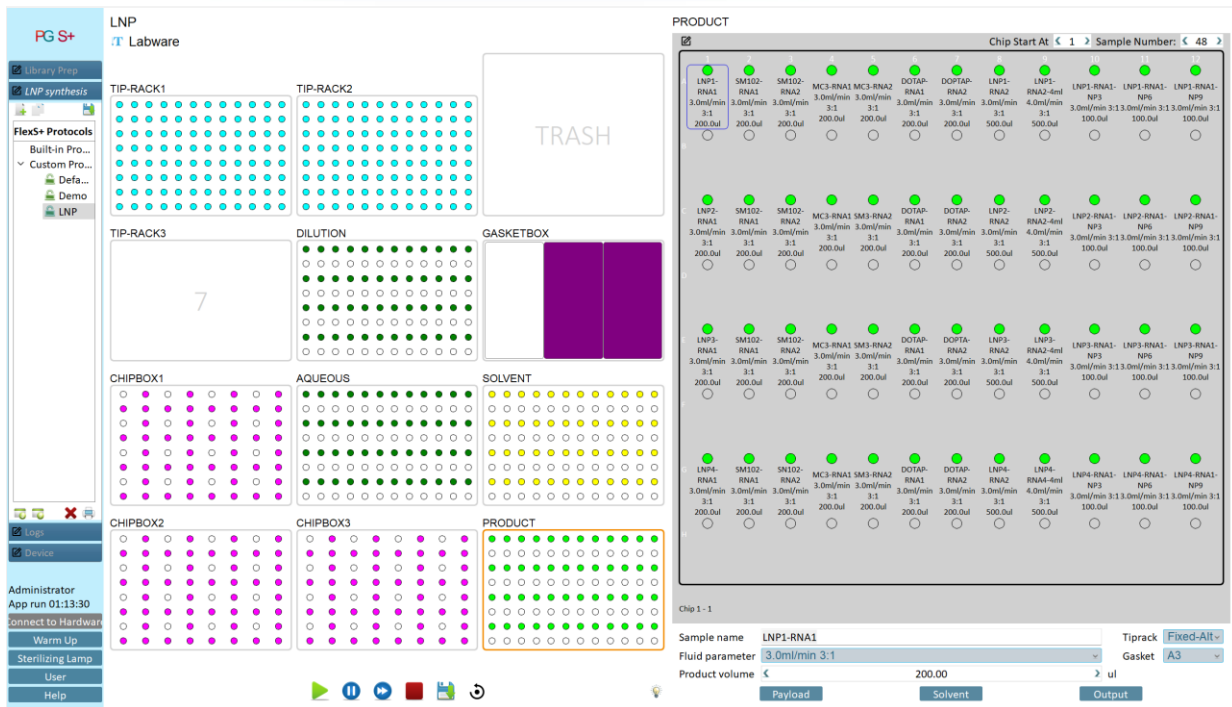 PG S+
Library Prep
LNP synthesis
FlexS+ Protocols
Built-in Pro...
Custom Pro...
Defa...
Demo
LNP
Logs
Device
Administrator
App run 01:13:30
Connect to Hardware
Warm Up
Sterilizing Lamp
User
Help
LNP
Labware
TIP-RACK1
TIP-RACK2
TRASH
TIP-RACK3
7
DILUTION
GASKETBOX
CHIPBOX1
AQUEOUS
SOLVENT
CHIPBOX2
CHIPBOX3
PRODUCT
PRODUCT
Chip Start At 1 Sample Number: 48
1 2 3 4 5 6 7 8 9 10 11 12
LNP1- SM102- SM102- MC3-RNA1 MC3-RNA2 DOTAP- DOPTAP- LNP1- LNP1- LNP1-RNA1- LNP1-RNA1- LNP1-RNA1-
RNA1 RNA1 RNA2 3.0ml/min 3.0ml/min RNA1 RNA2 RNA1 RNA2-4ml NP3 NP6 NP9
3.0ml/min 3.0ml/min 3.0ml/min 3:1 3:1 3.0ml/min 3.0ml/min 3.0ml/min 4.0ml/min 3.0ml/min 3:1 3.0ml/min 3:1 3.0ml/min 3:1
3:1 3:1 3:1 200.0ul 200.0ul 3:1 3:1 3:1 3:1 100.0ul 100.0ul 100.0ul
200.0ul 200.0ul 200.0ul 200.0ul 200.0ul 500.0ul 500.0ul
B
C
LNP2- SM102- SM102- MC3-RNA1 SM3-RNA2 DOTAP- DOTAP- LNP2- LNP2- LNP2-RNA1- LNP2-RNA1- LNP2-RNA1-
RNA1 RNA1 RNA2 3.0ml/min 3.0ml/min RNA1 RNA2 RNA1 RNA2-4ml NP3 NP6 NP9
3.0ml/min 3.0ml/min 3.0ml/min 3:1 3:1 3.0ml/min 3.0ml/min 3.0ml/min 4.0ml/min 3.0ml/min 3:1 3.0ml/min 3:1 3.0ml/min 3:1
3:1 3:1 3:1 200.0ul 200.0ul 3:1 3:1 3:1 3:1 100.0ul 100.0ul 100.0ul
200.0ul 200.0ul 200.0ul 200.0ul 200.0ul 500.0ul 500.0ul
D
E
LNP3- SM102- SM102- MC3-RNA1 SM3-RNA2 DOTAP- DOPTA- LNP3- LNP3- LNP3-RNA1- LNP3-RNA1- LNP3-RNA1-
RNA1 RNA1 RNA2 3.0ml/min 3.0ml/min RNA1 RNA2 RNA1 RNA2-4ml NP3 NP6 NP9
3.0ml/min 3.0ml/min 3.0ml/min 3:1 3:1 3.0ml/min 3.0ml/min 3.0ml/min 4.0ml/min 3.0ml/min 3:1 3.0ml/min 3:1 3.0ml/min 3:1
3:1 3:1 3:1 200.0ul 200.0ul 3:1 3:1 3:1 3:1 100.0ul 100.0ul 100.0ul
200.0ul 200.0ul 200.0ul 200.0ul 200.0ul 500.0ul 500.0ul
F
G
LNP4- SM102- SN102- MC3-RNA1 SM3-RNA2 DOTAP- DOTAP- LNP4- LNP4- LNP4-RNA1- LNP4-RNA1- LNP4-RNA1-
RNA1 RNA1 RNA2 3.0ml/min 3.0ml/min RNA1 RNA2 RNA1 RNA4-4ml NP3 NP6 NP9
3.0ml/min 3.0ml/min 3.0ml/min 3:1 3:1 3.0ml/min 3.0ml/min 3.0ml/min 4.0ml/min 3.0ml/min 3:1 3.0ml/min 3:1 3.0ml/min 3:1
3:1 3:1 3:1 200.0ul 200.0ul 3:1 3:1 3:1 3:1 100.0ul 100.0ul 100.0ul
200.0ul 200.0ul 200.0ul 200.0ul 200.0ul 500.0ul 500.0ul
H
Chip 1 - 1
Sample name LNP1-RNA1 Tiprack Fixed-Alt
Fluid parameter 3.0ml/min 3:1 Gasket A3
Product volume 200.00 ul
Payload Solvent Output